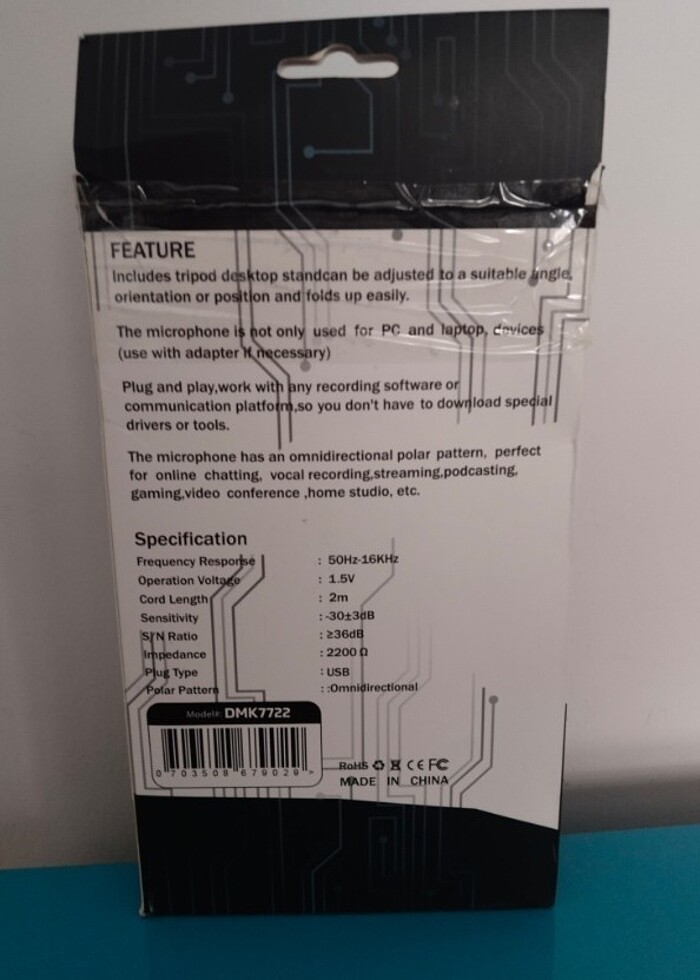 FEATURE
Includes tripod desktop standcan be adjusted to a suitable angle,
orientation or position and folds up easily.
The microphone is not only used for PC and laptop, devices
(use with adapter if necessary)
Plug and play,work with any recording software or
communication platform,so you don't have to download special
drivers or tools.
The microphone has an omnidirectional polar pattern, perfect
for online chatting, vocal recording,streaming,podcasting,
gaming,video conference ,home studio, etc.
Specification
Frequency Response : 50Hz-16KHz
Operation Voltage : 1.5V
Cord Length : 2m
Sensitivity :-30±3dB
S/N Ratio : ≥36dB
Impedance : 2200 Ω
Plug Type : USB
Polar Pattern : :Omnidirectional
Model#: DMK7722
0 703508 679029 >
RoHS CE FC
MADE IN CHINA